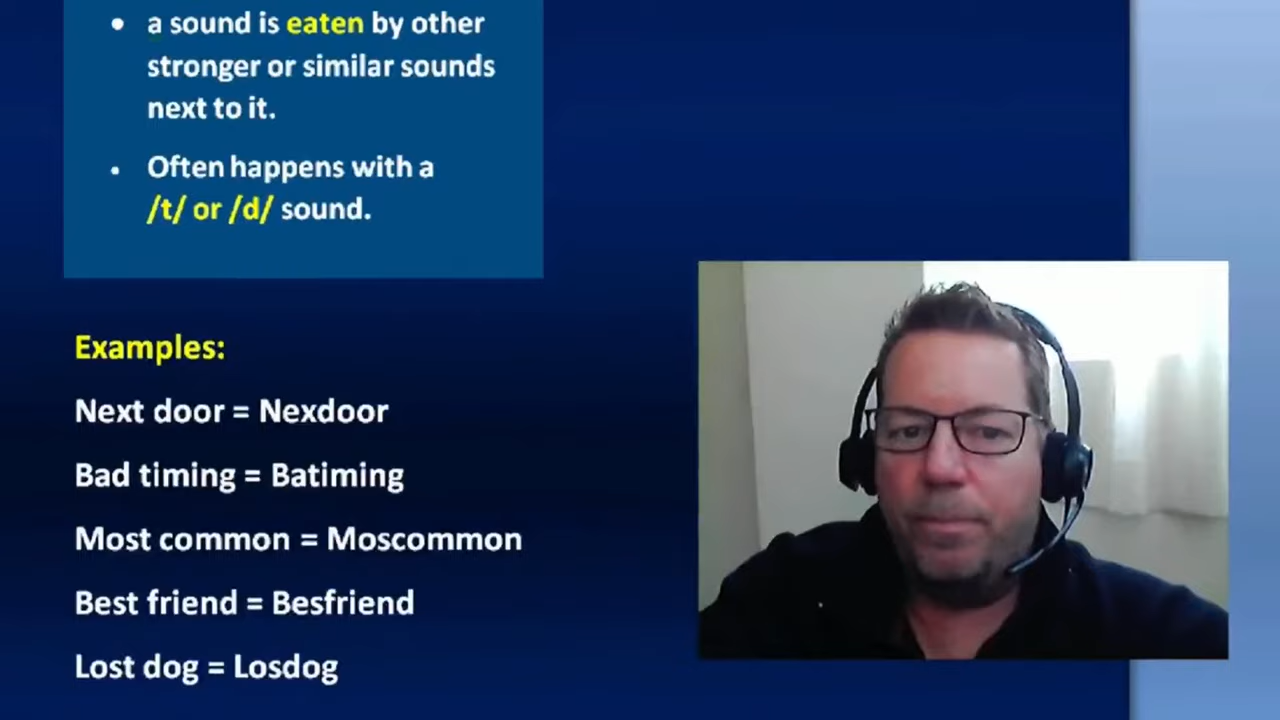 a sound is eaten by other
stronger or similar sounds
next to it.
Often happens with a
/t/ or /d/ sound.
Examples:
Next door = Nexdoor
Bad timing = Batiming
Most common = Moscommon
Best friend = Besfriend
Lost dog = Losdog